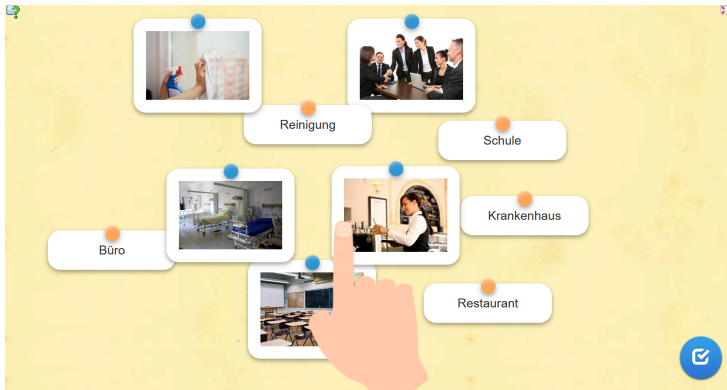 Reinigung
Schule
Krankenhaus
Büro
Restaurant